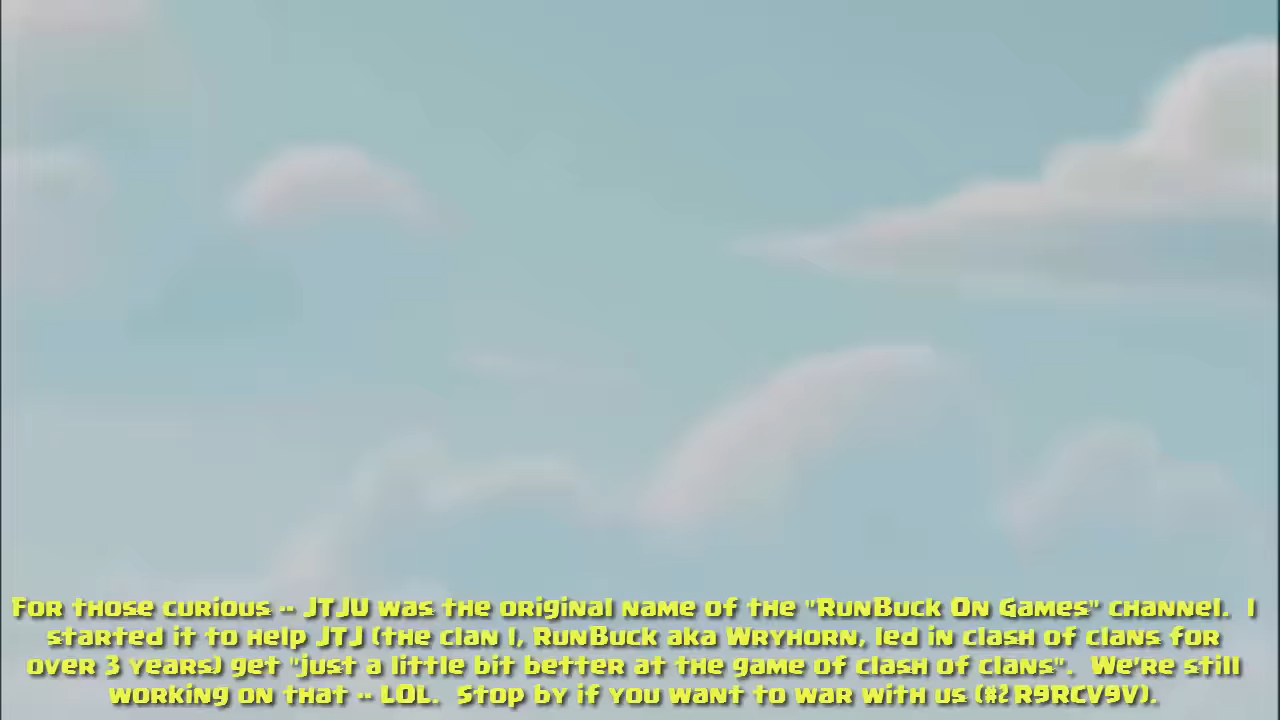 For those curious -- JTJU was the original name of the "RunBuck On Games" channel. I
started it to help JTJ (the clan I, RunBuck aka Wryhorn, led in clash of clans for
over 3 years) get "just a little bit better at the game of clash of clans". We're still
working on that -- LOL. Stop by if you want to war with us (#2R9RCV9V).